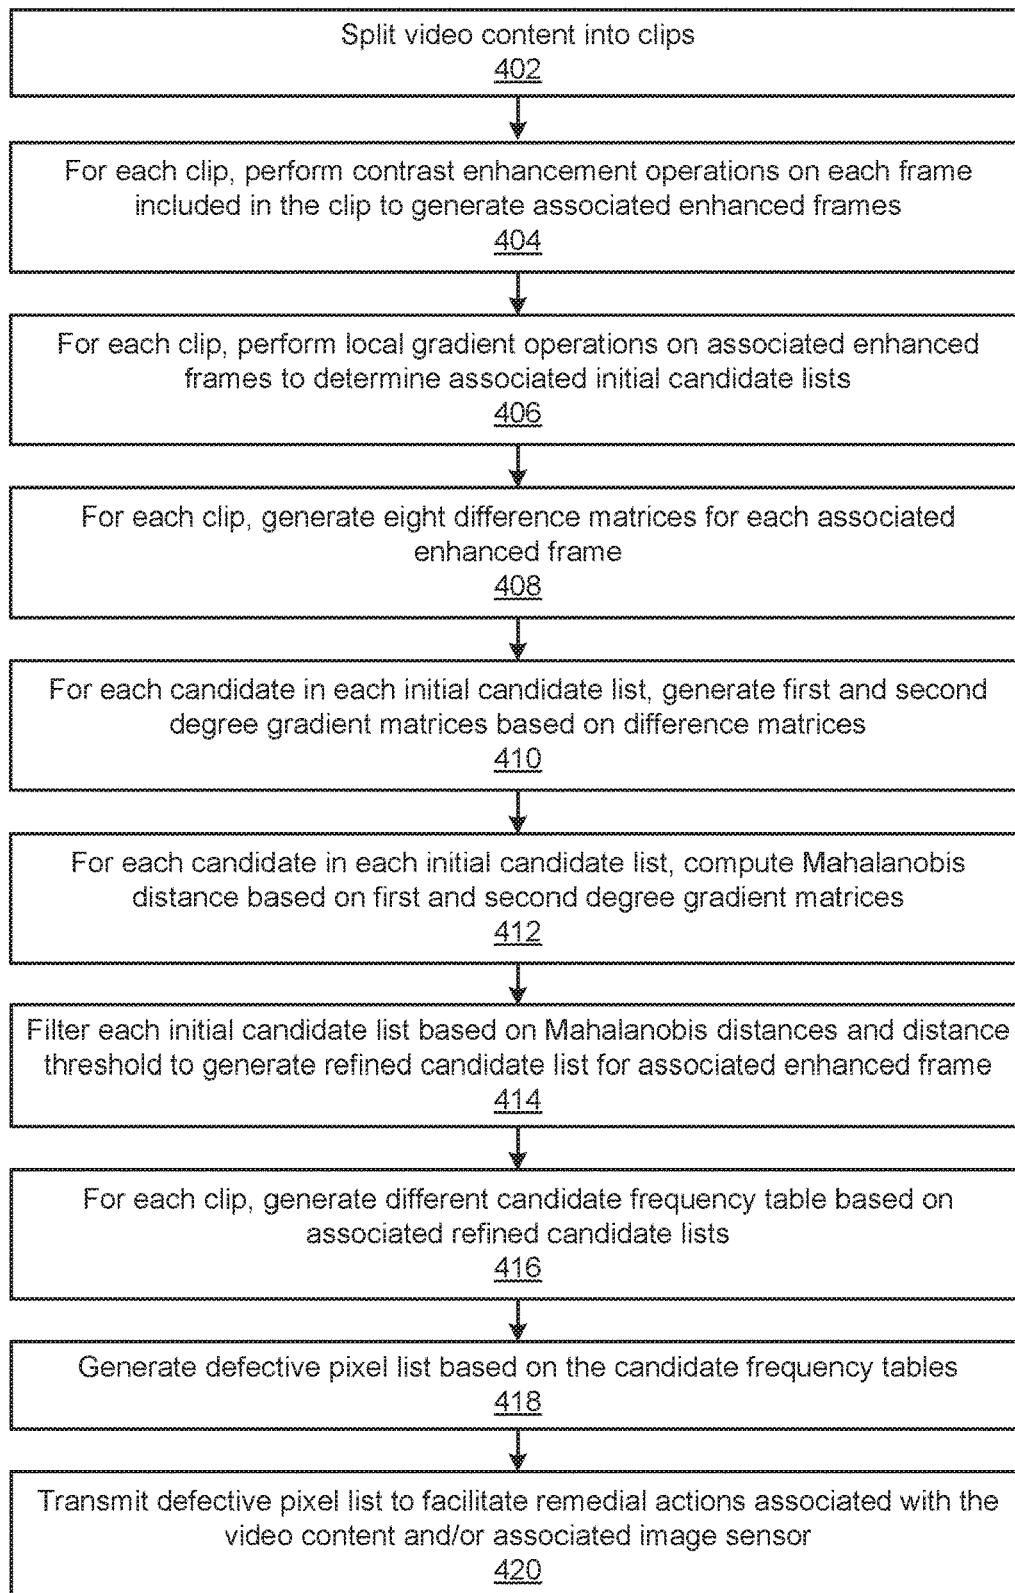 Split video content into clips
402
For each clip, perform contrast enhancement operations on each frame
included in the clip to generate associated enhanced frames
404
For each clip, perform local gradient operations on associated enhanced
frames to determine associated initial candidate lists
406
For each clip, generate eight difference matrices for each associated
enhanced frame
408
For each candidate in each initial candidate list, generate first and second
degree gradient matrices based on difference matrices
410
For each candidate in each initial candidate list, compute Mahalanobis
distance based on first and second degree gradient matrices
412
Filter each initial candidate list based on Mahalanobis distances and distance
threshold to generate refined candidate list for associated enhanced frame
414
For each clip, generate different candidate frequency table based on
associated refined candidate lists
416
Generate defective pixel list based on the candidate frequency tables
418
Transmit defective pixel list to facilitate remedial actions associated with the
video content and/or associated image sensor
420